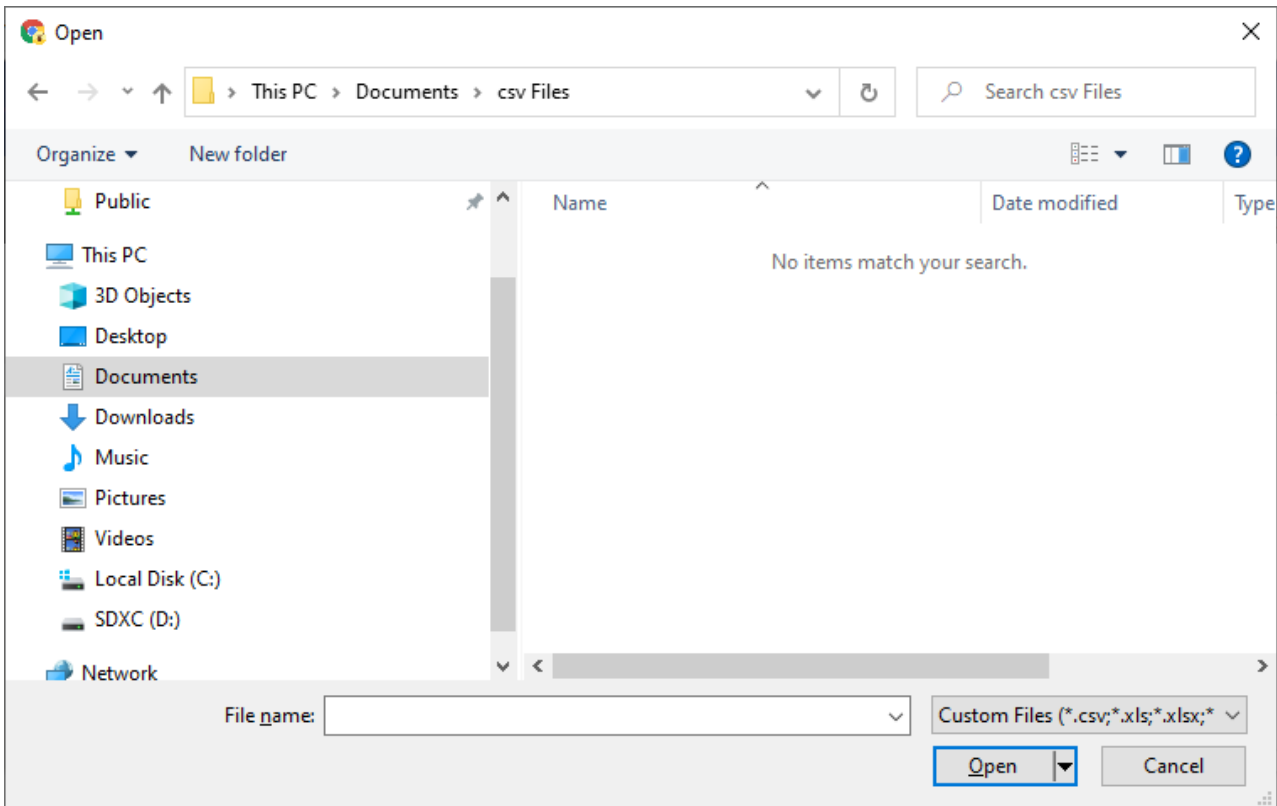 Open
This PC > Documents > csv Files
Search csv Files
Organize
New folder
Public
This PC
3D Objects
Desktop
Documents
Downloads
Music
Pictures
Videos
Local Disk (C:)
SDXC (D:)
Network
Name
Date modified
Type
No items match your search.
File name:
Custom Files (*.csv;*.xls;*.xlsx;*
Open
Cancel